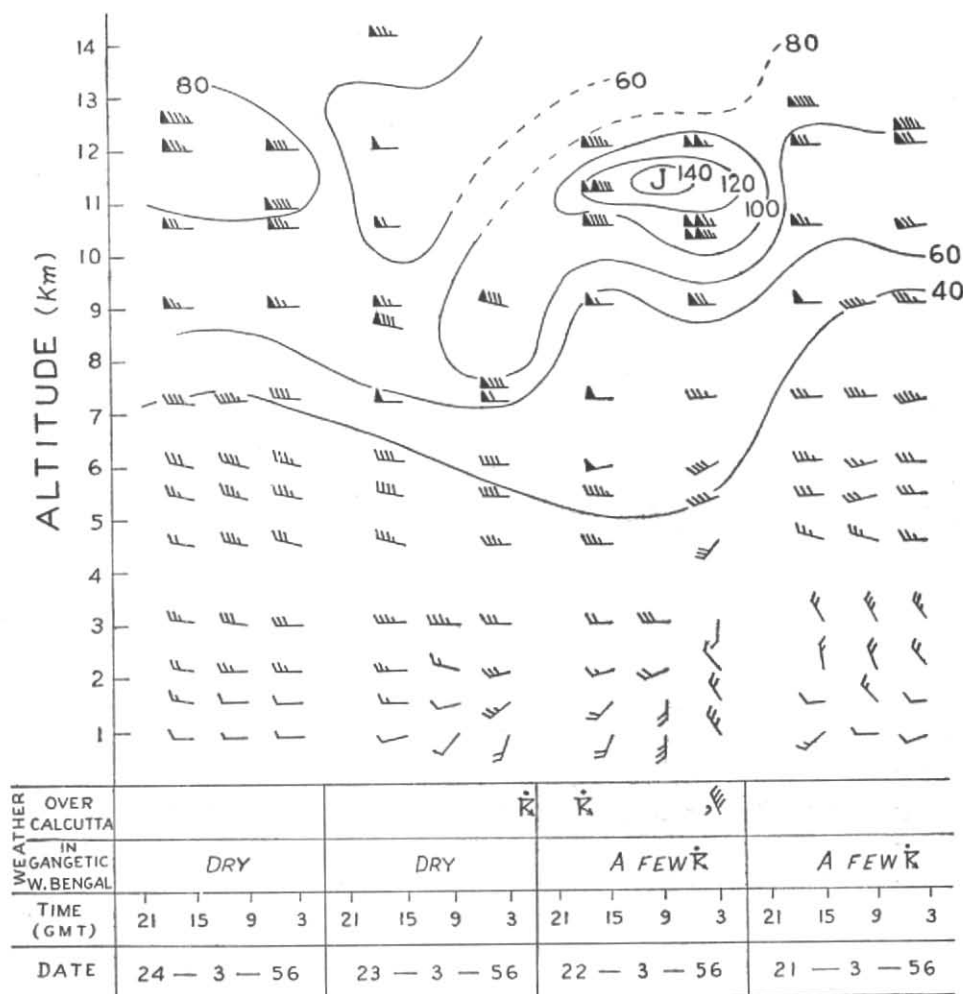 14
13
12
11
10
9
8
7
6
5
4
3
2
1
ALTITUDE (Km)
80
60
80
J 140 120
100
60
40
WEATHER
OVER CALCUTTA
IN GANGETIC W. BENGAL
DRY
DRY
A FEW Ṙ
A FEW Ṙ
TIME (GMT)
21 15 9 3
21 15 9 3
21 15 9 3
21 15 9 3
DATE
24 — 3 — 56
23 — 3 — 56
22 — 3 — 56
21 — 3 — 56